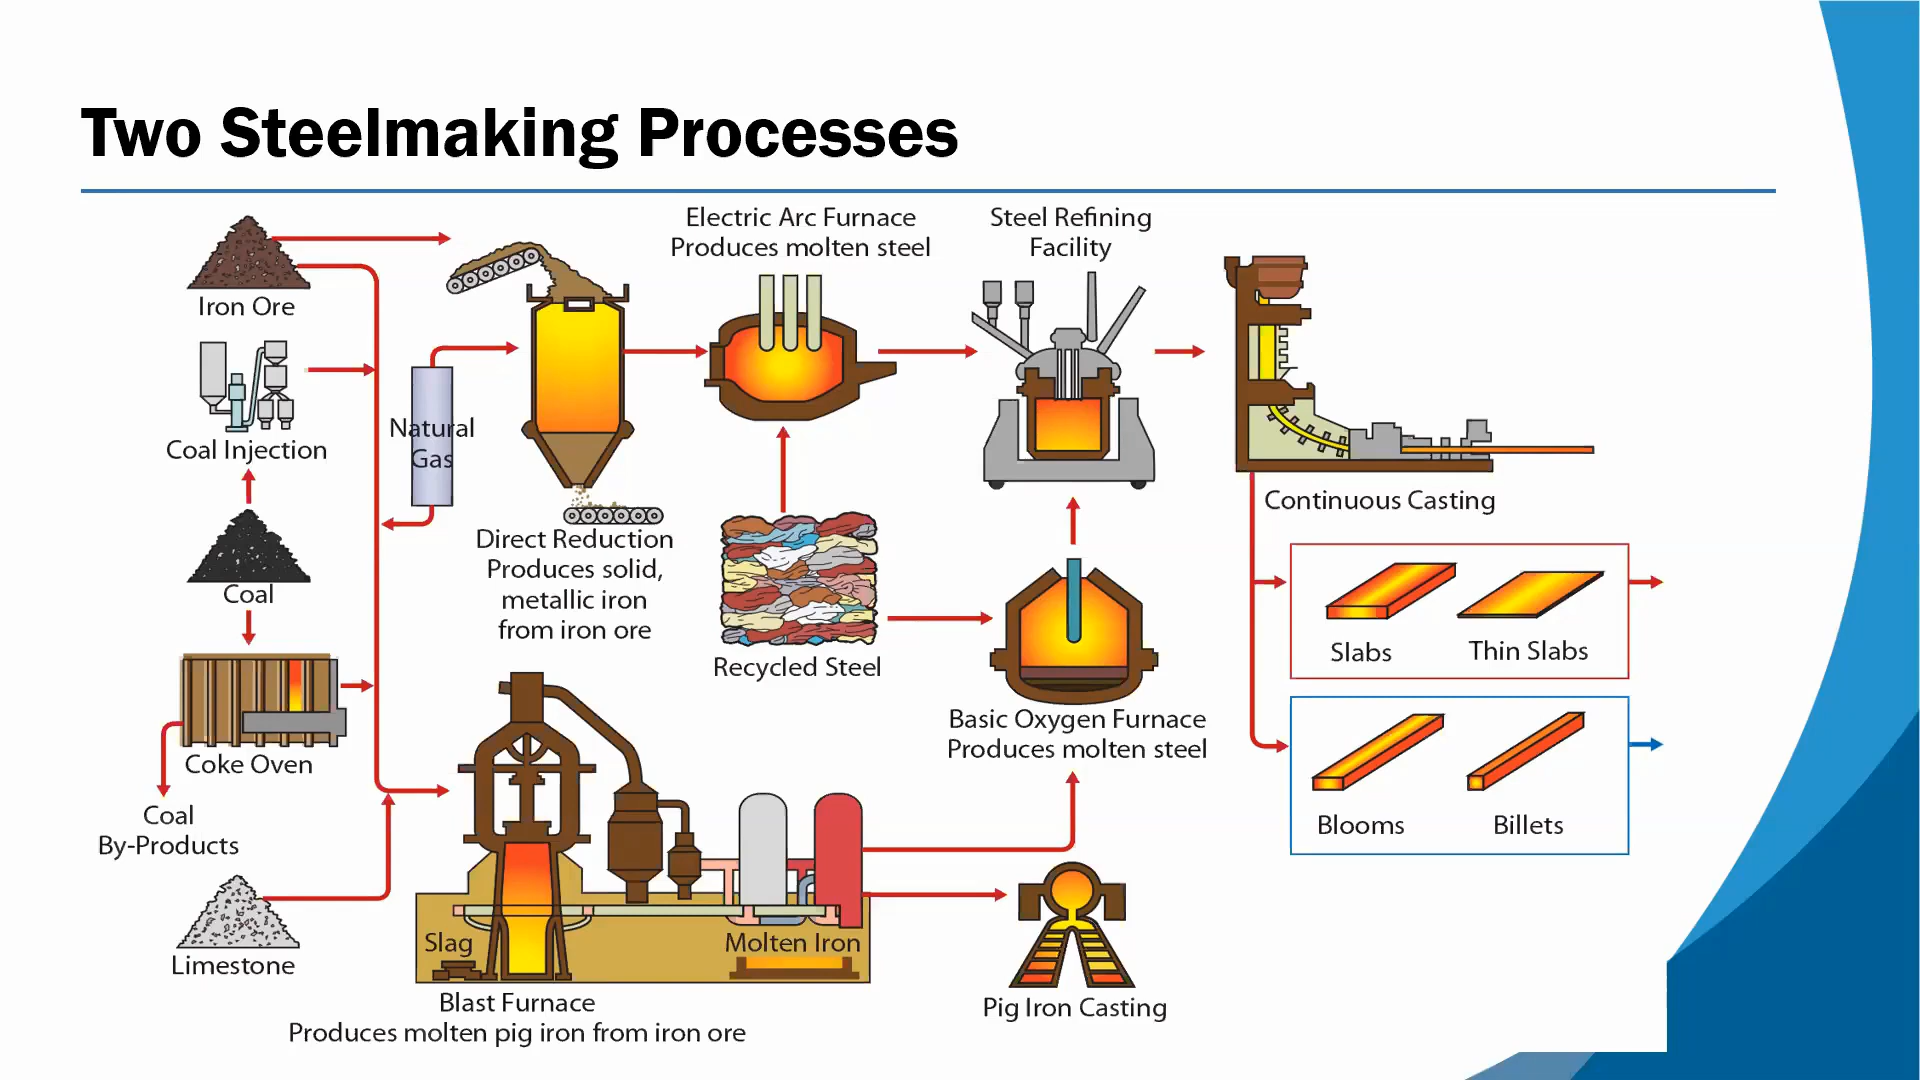 Two Steelmaking Processes
Iron Ore
Coal Injection
Coal
Coke Oven
Coal
By-Products
Limestone
Natural
Gas
Direct Reduction
Produces solid,
metallic iron
from iron ore
Electric Arc Furnace
Produces molten steel
Recycled Steel
Steel Refining
Facility
Basic Oxygen Furnace
Produces molten steel
Slag
Molten Iron
Blast Furnace
Produces molten pig iron from iron ore
Pig Iron Casting
Continuous Casting
Slabs
Thin Slabs
Blooms
Billets